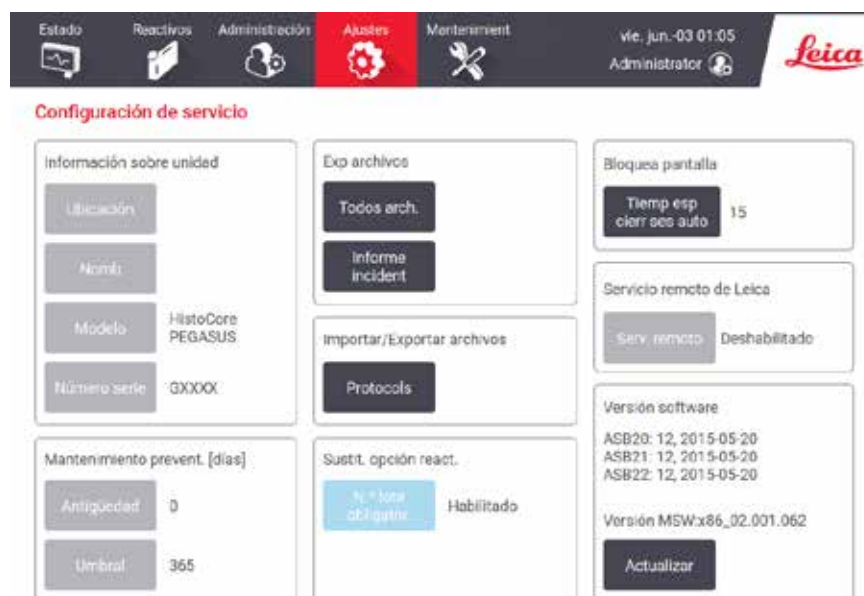 Estado
Reactivos
Administración
Ajustes
Mantenimient
vie. jun.-03 01:05
Administrator
Leica
Configuración de servicio
Información sobre unidad
Ubicación
Nomb
Modelo
HistoCore
PEGASUS
Número serie
GXXXX
Mantenimiento prevent. [días]
Antigüedad
0
Umbral
365
Exp archivos
Todos arch.
Informe
incident
Importar/Exportar archivos
Protocols
Sustit. opción react.
N.º lote
obligator
Habilitado
Bloquea pantalla
Tiemp esp
cierr ses auto
15
Servicio remoto de Leica
Serv. remoto
Deshabilitado
Versión software
ASB20: 12, 2015-05-20
ASB21: 12, 2015-05-20
ASB22: 12, 2015-05-20
Versión MSW:x86_02.001.062
Actualizar